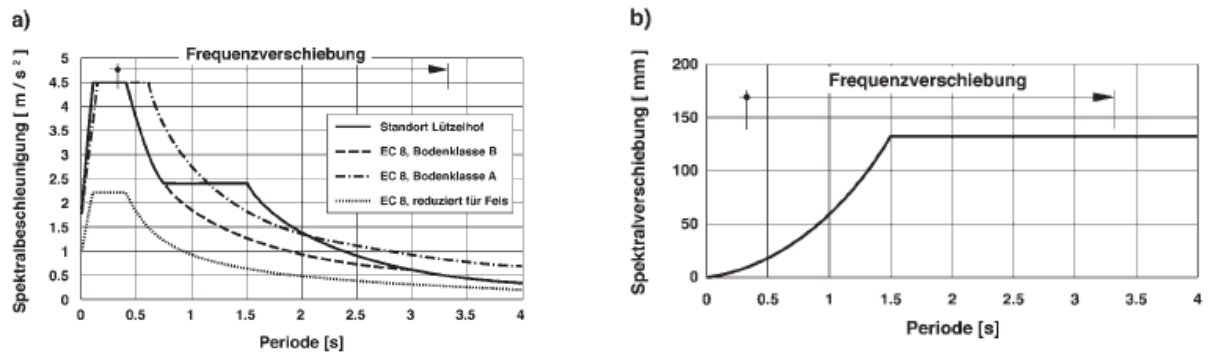 a)
Frequenzverschiebung
Spektralbeschleunigung [ m / s ² ]
5
4.5
4
3.5
3
2.5
2
1.5
1
0.5
0
Standort Lützelhof
EC 8, Bodenklasse B
EC 8, Bodenklasse A
EC 8, reduziert für Fels
0 0.5 1 1.5 2 2.5 3 3.5 4
Periode [s]
b)
Frequenzverschiebung
Spektralverschiebung [ mm ]
200
150
100
50
0
0 0.5 1 1.5 2 2.5 3 3.5 4
Periode [s]